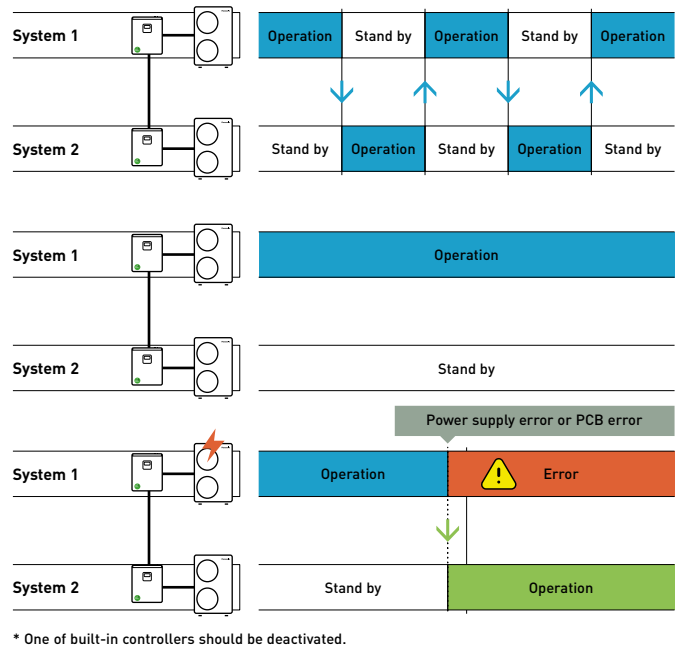 System 1 Operation Stand by Operation Stand by Operation
System 2 Stand by Operation Stand by Operation Stand by
System 1 Operation
System 2 Stand by
Power supply error or PCB error
System 1 Operation Error
System 2 Stand by Operation
* One of built-in controllers should be deactivated.